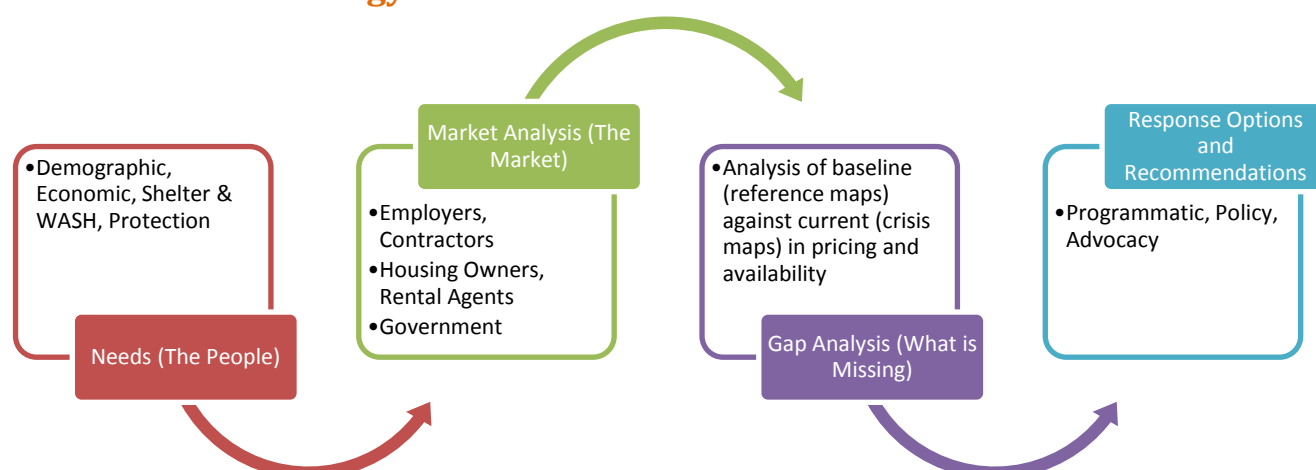 •Demographic,
Economic, Shelter &
WASH, Protection
Needs (The People)
Market Analysis (The
Market)
•Employers,
Contractors
•Housing Owners,
Rental Agents
•Government
•Analysis of baseline
(reference maps)
against current (crisis
maps) in pricing and
availability
Gap Analysis (What is
Missing)
Response Options
and
Recommendations
•Programmatic, Policy,
Advocacy